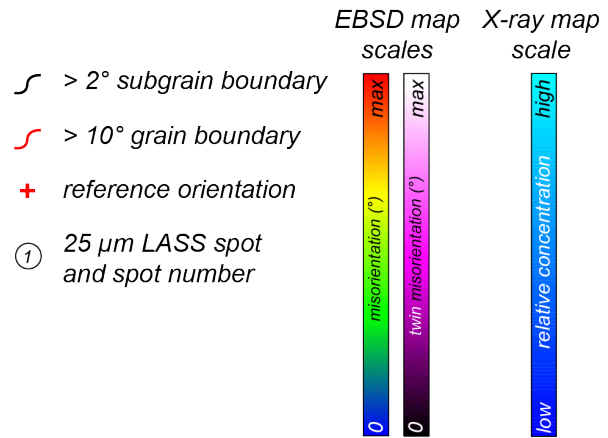 EBSD map
scales
X-ray map
scale
> 2° subgrain boundary
> 10° grain boundary
reference orientation
1
25 µm LASS spot
and spot number
max
misorientation (°)
0
max
twin misorientation (°)
0
high
relative concentration
low